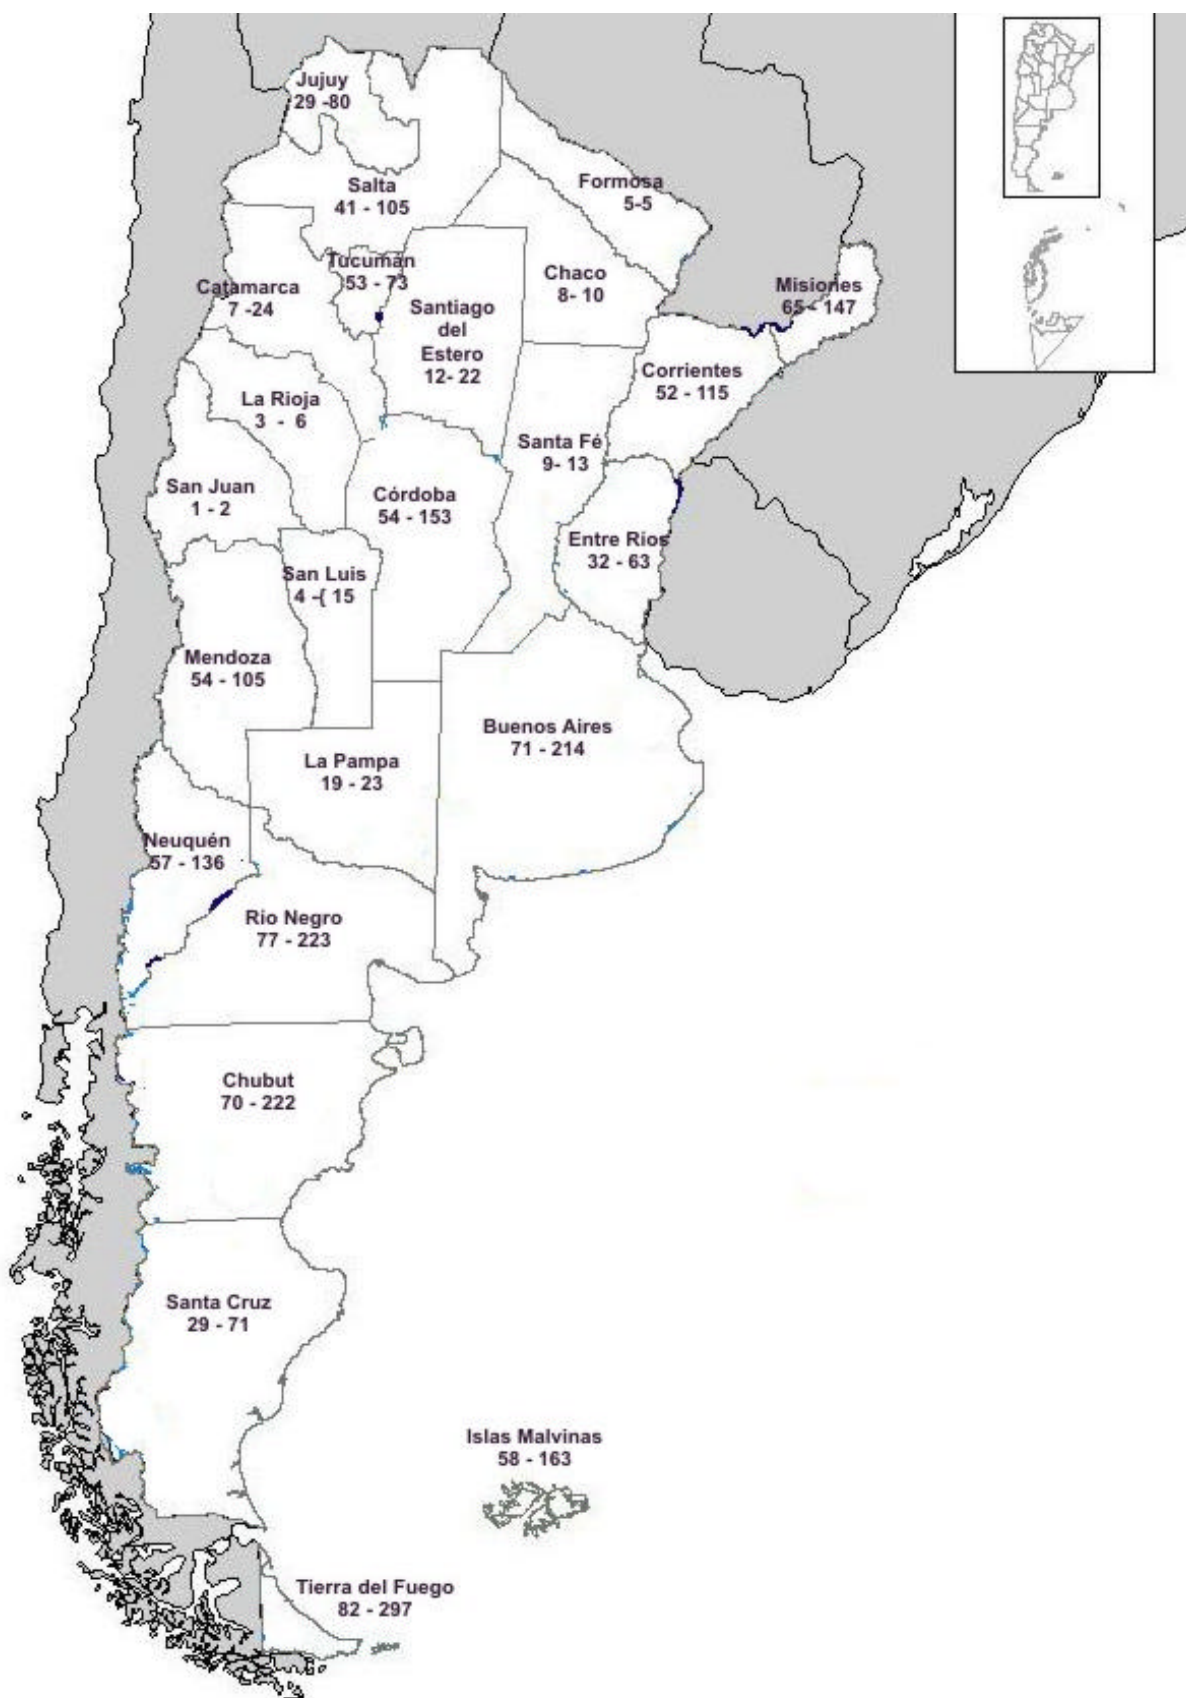 Jujuy
29 -80
Salta
41 - 105
Formosa
5-5
Tucumán
53 - 73
Catamarca
7 -24
Chaco
8- 10
Misiones
65 - 147
Santiago
del
Estero
12- 22
Corrientes
52 - 115
La Rioja
3 - 6
Santa Fé
9- 13
San Juan
1 - 2
Córdoba
54 - 153
Entre Rios
32 - 63
San Luis
4 -( 15
Mendoza
54 - 105
Buenos Aires
71 - 214
La Pampa
19 - 23
Neuquén
57 - 136
Rio Negro
77 - 223
Chubut
70 - 222
Santa Cruz
29 - 71
Islas Malvinas
58 - 163
Tierra del Fuego
82 - 297